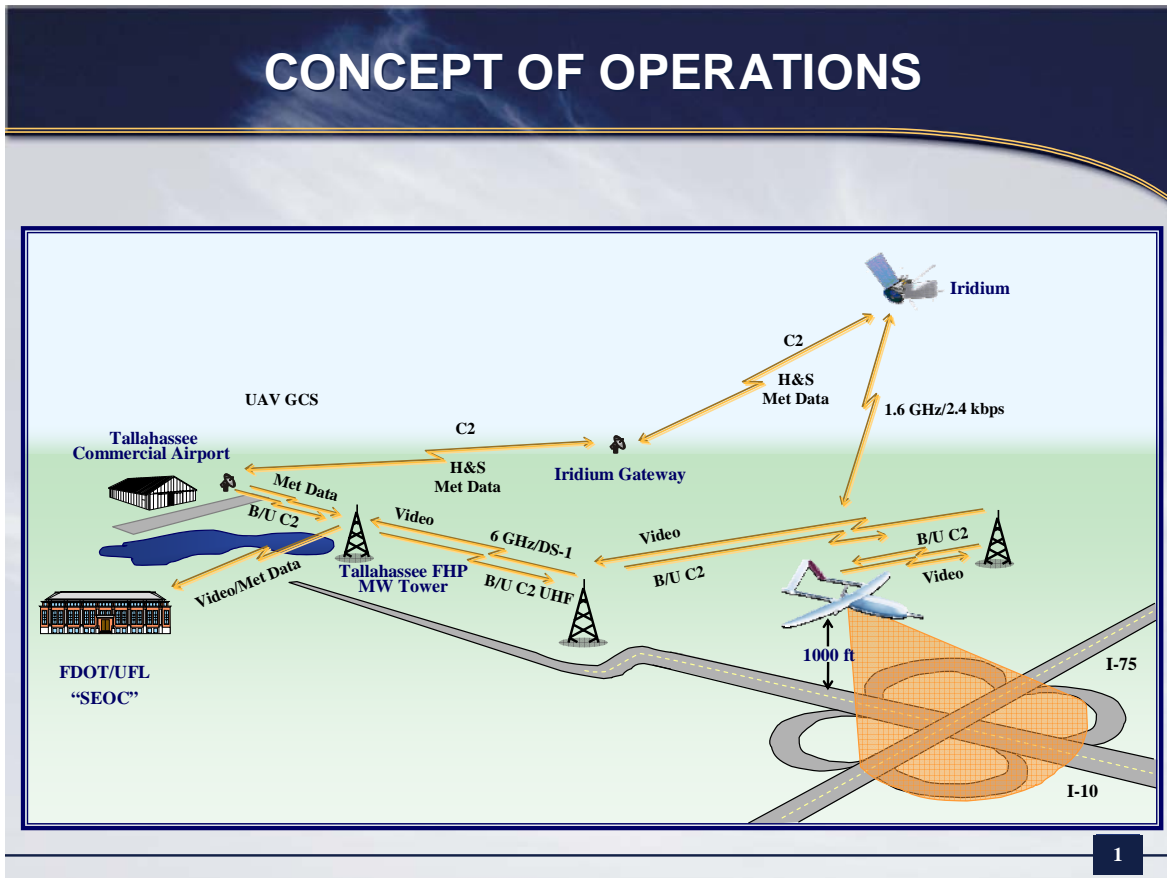 CONCEPT OF OPERATIONS
Iridium
C2
H&S
Met Data
1.6 GHz/2.4 kbps
UAV GCS
Tallahassee
Commercial Airport
C2
H&S
Met Data
Iridium Gateway
Met Data
B/U C2
Video
6 GHz/DS-1
Video
B/U C2
B/U C2
Video
Tallahassee FHP
MW Tower
B/U C2 UHF
Video/Met Data
1000 ft
FDOT/UFL
“SEOC”
I-75
I-10
1